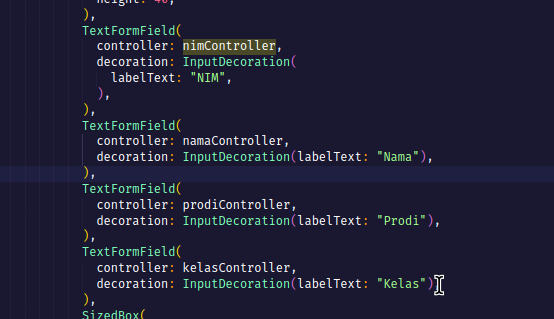 height: 40,
),
TextFormField(
controller: nimController,
decoration: InputDecoration(
labelText: "NIM",
),
),
TextFormField(
controller: namaController,
decoration: InputDecoration(labelText: "Nama"),
),
TextFormField(
controller: prodiController,
decoration: InputDecoration(labelText: "Prodi"),
),
TextFormField(
controller: kelasController,
decoration: InputDecoration(labelText: "Kelas")
),
SizedBox(